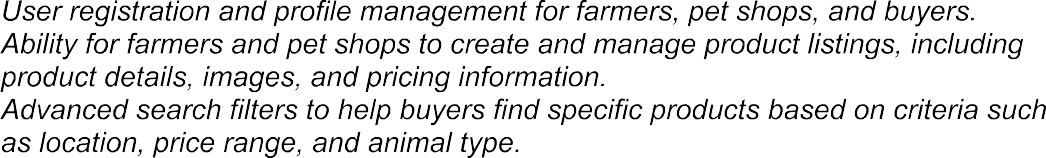 User registration and profile management for farmers, pet shops, and buyers.
Ability for farmers and pet shops to create and manage product listings, including
product details, images, and pricing information.
Advanced search filters to help buyers find specific products based on criteria such
as location, price range, and animal type.